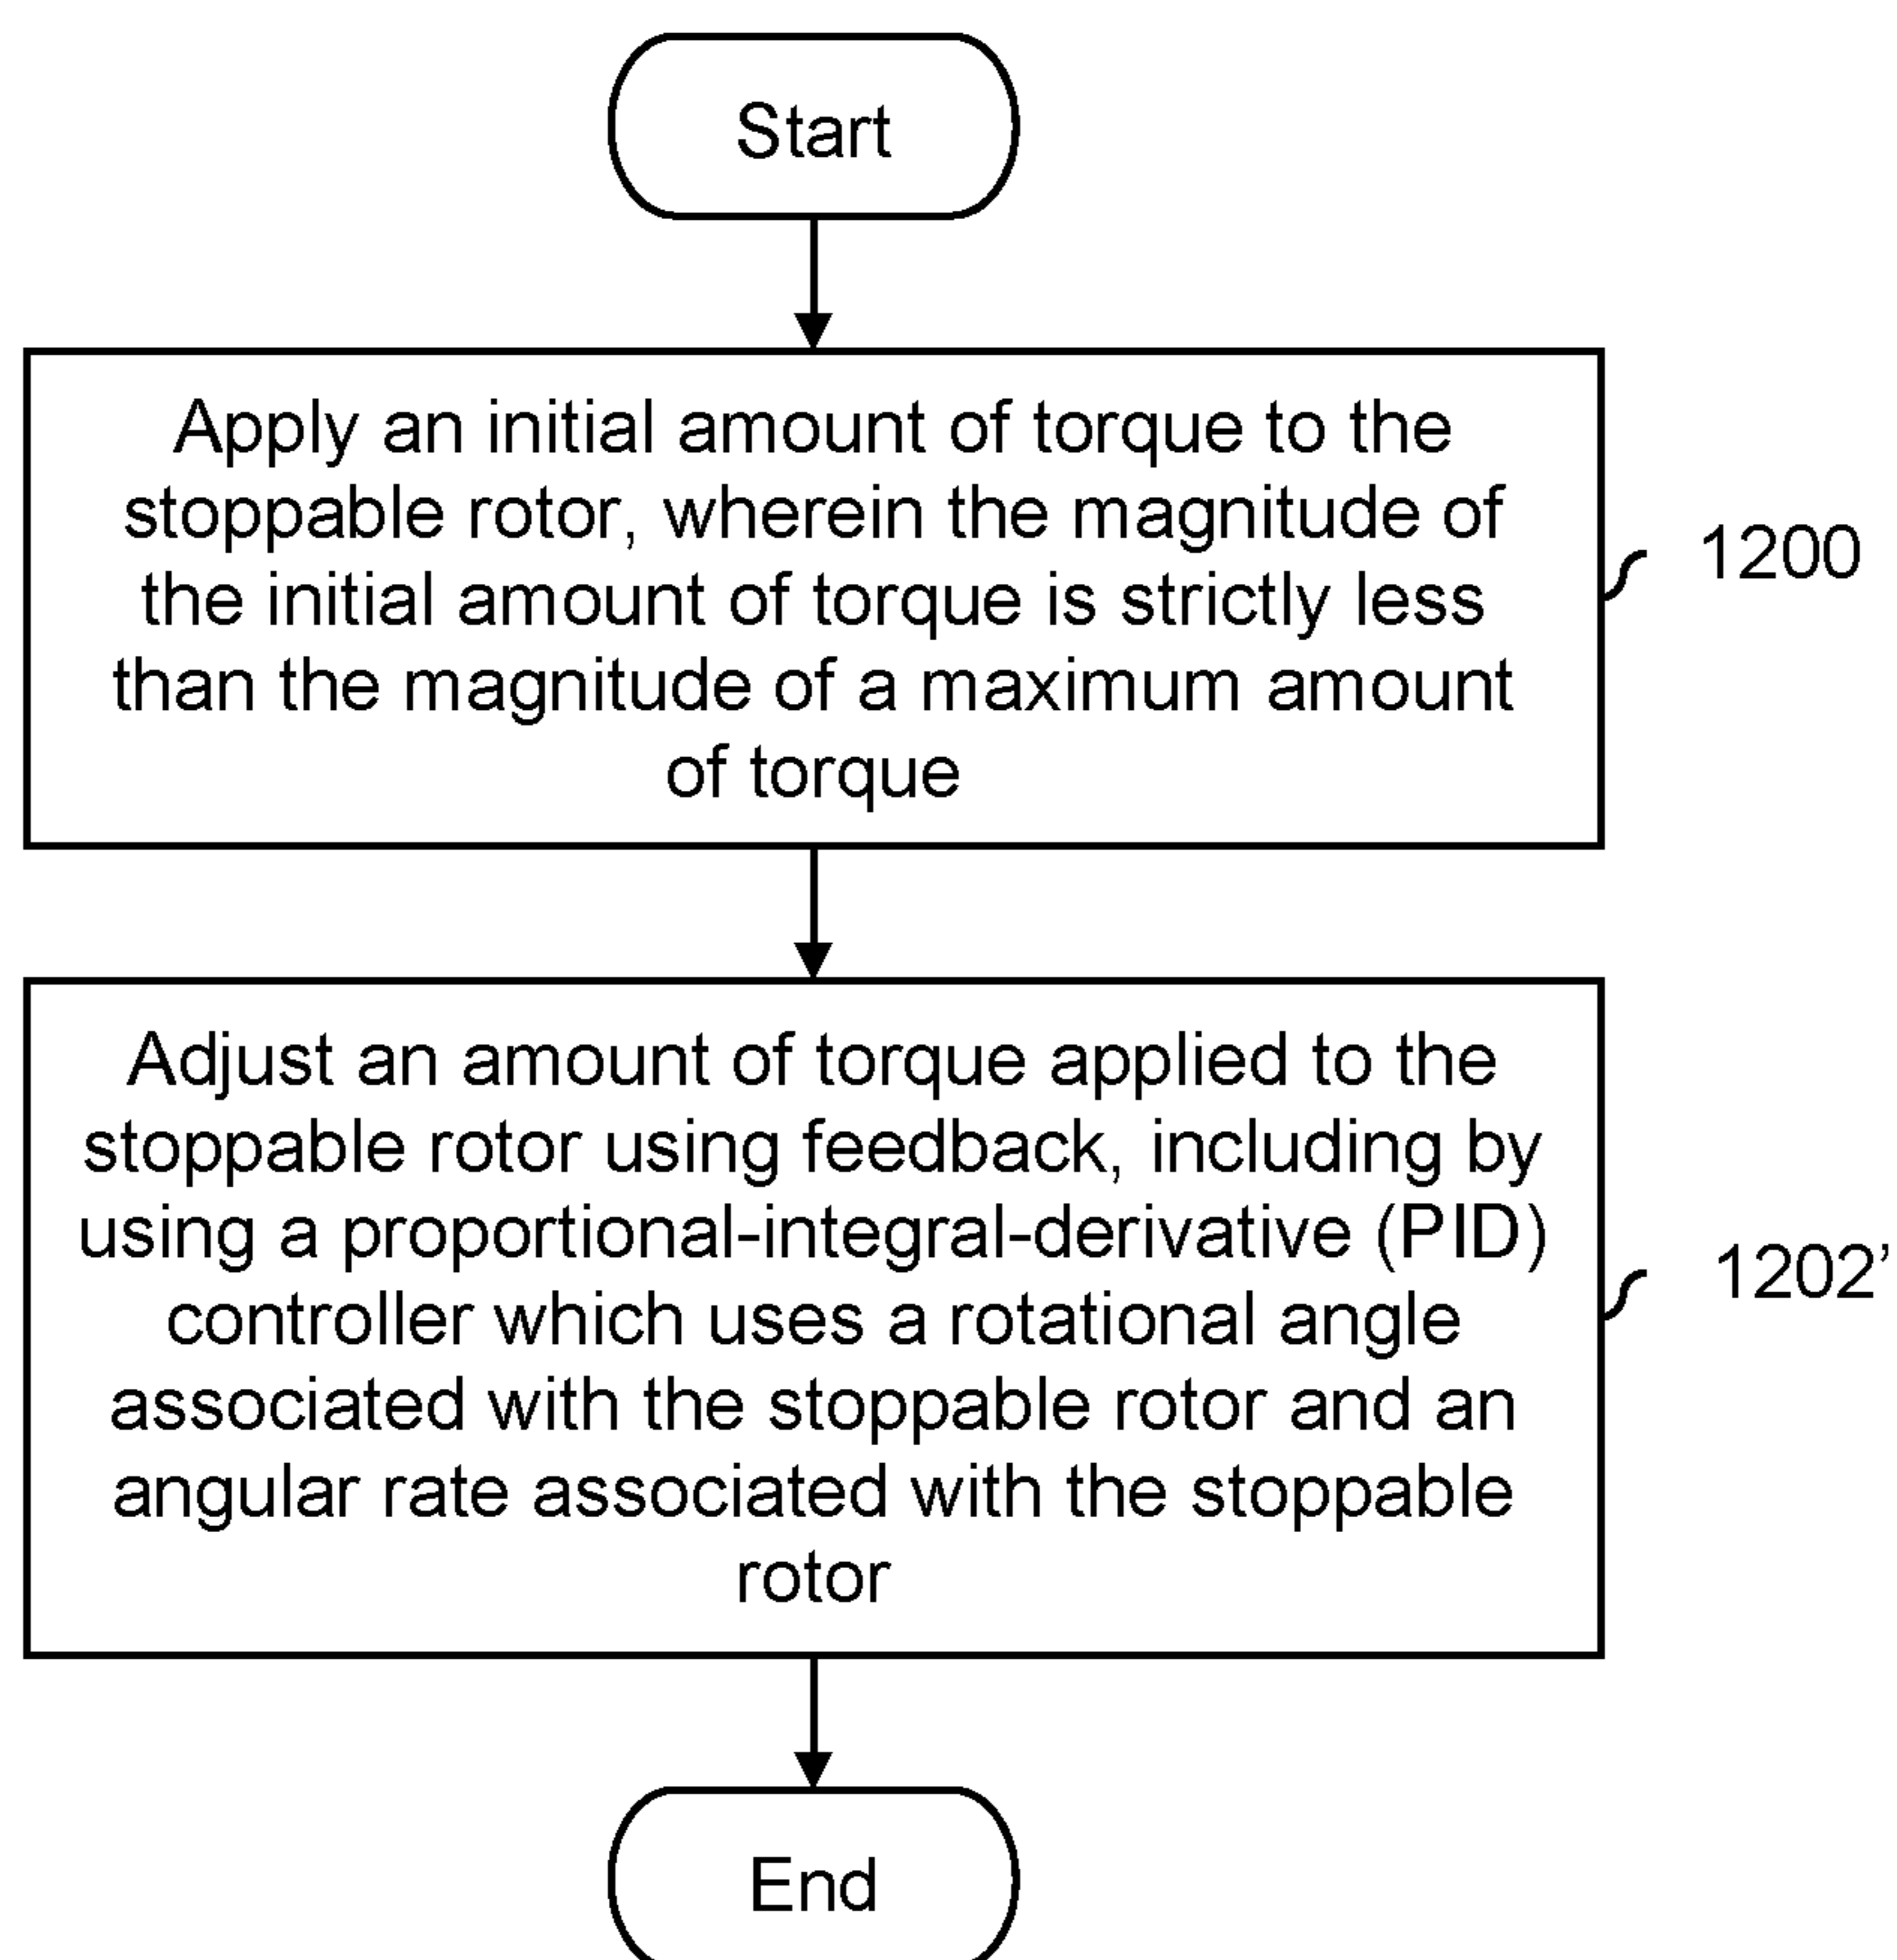 Start
Apply an initial amount of torque to the
stoppable rotor, wherein the magnitude of
the initial amount of torque is strictly less
than the magnitude of a maximum amount
of torque
1200
Adjust an amount of torque applied to the
stoppable rotor using feedback, including by
using a proportional-integral-derivative (PID)
controller which uses a rotational angle
associated with the stoppable rotor and an
angular rate associated with the stoppable
rotor
1202’
End